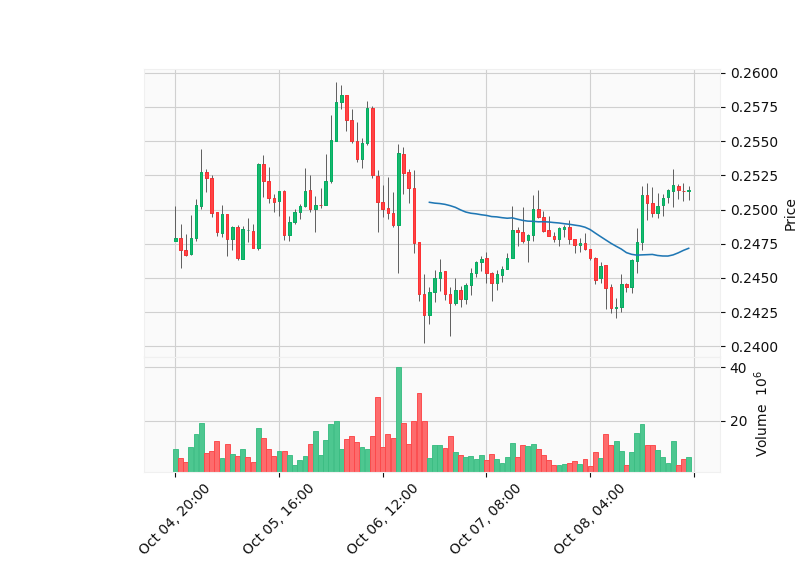 0.2600
0.2575
0.2550
0.2525
0.2500
0.2475
0.2450
0.2425
0.2400
Price
40
20
Volume 10^6
Oct 04, 20:00
Oct 05, 16:00
Oct 06, 12:00
Oct 07, 08:00
Oct 08, 04:00